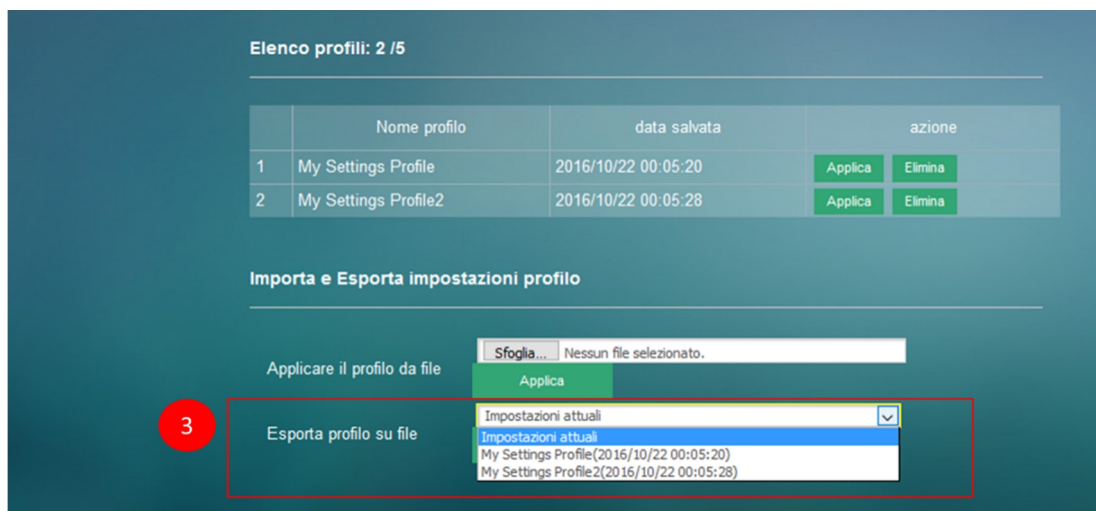 Elenco profili: 2 /5
Nome profilo data salvata azione
1 My Settings Profile 2016/10/22 00:05:20 Applica Elimina
2 My Settings Profile2 2016/10/22 00:05:28 Applica Elimina
Importa e Esporta impostazioni profilo
Applicare il profilo da file Sfoglia... Nessun file selezionato.
Applica
3 Esporta profilo su file Impostazioni attuali
Impostazioni attuali
My Settings Profile(2016/10/22 00:05:20)
My Settings Profile2(2016/10/22 00:05:28)